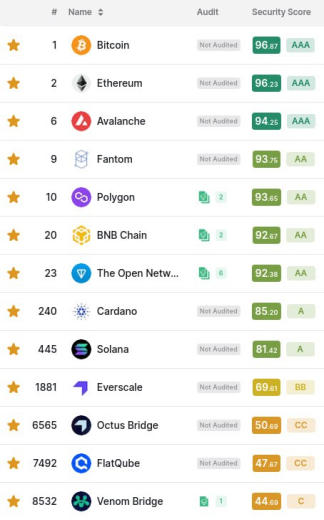 # Name Audit Security Score
1 Bitcoin Not Audited 96.87 AAA
2 Ethereum Not Audited 96.23 AAA
6 Avalanche Not Audited 94.25 AAA
9 Fantom Not Audited 93.75 AA
10 Polygon 2 93.65 AA
20 BNB Chain 2 92.67 AA
23 The Open Netw... 6 92.38 AA
240 Cardano Not Audited 85.20 A
445 Solana Not Audited 81.42 A
1881 Everscale Not Audited 69.61 BB
6565 Octus Bridge Not Audited 50.69 CC
7492 FlatQube Not Audited 47.67 CC
8532 Venom Bridge 1 44.69 C